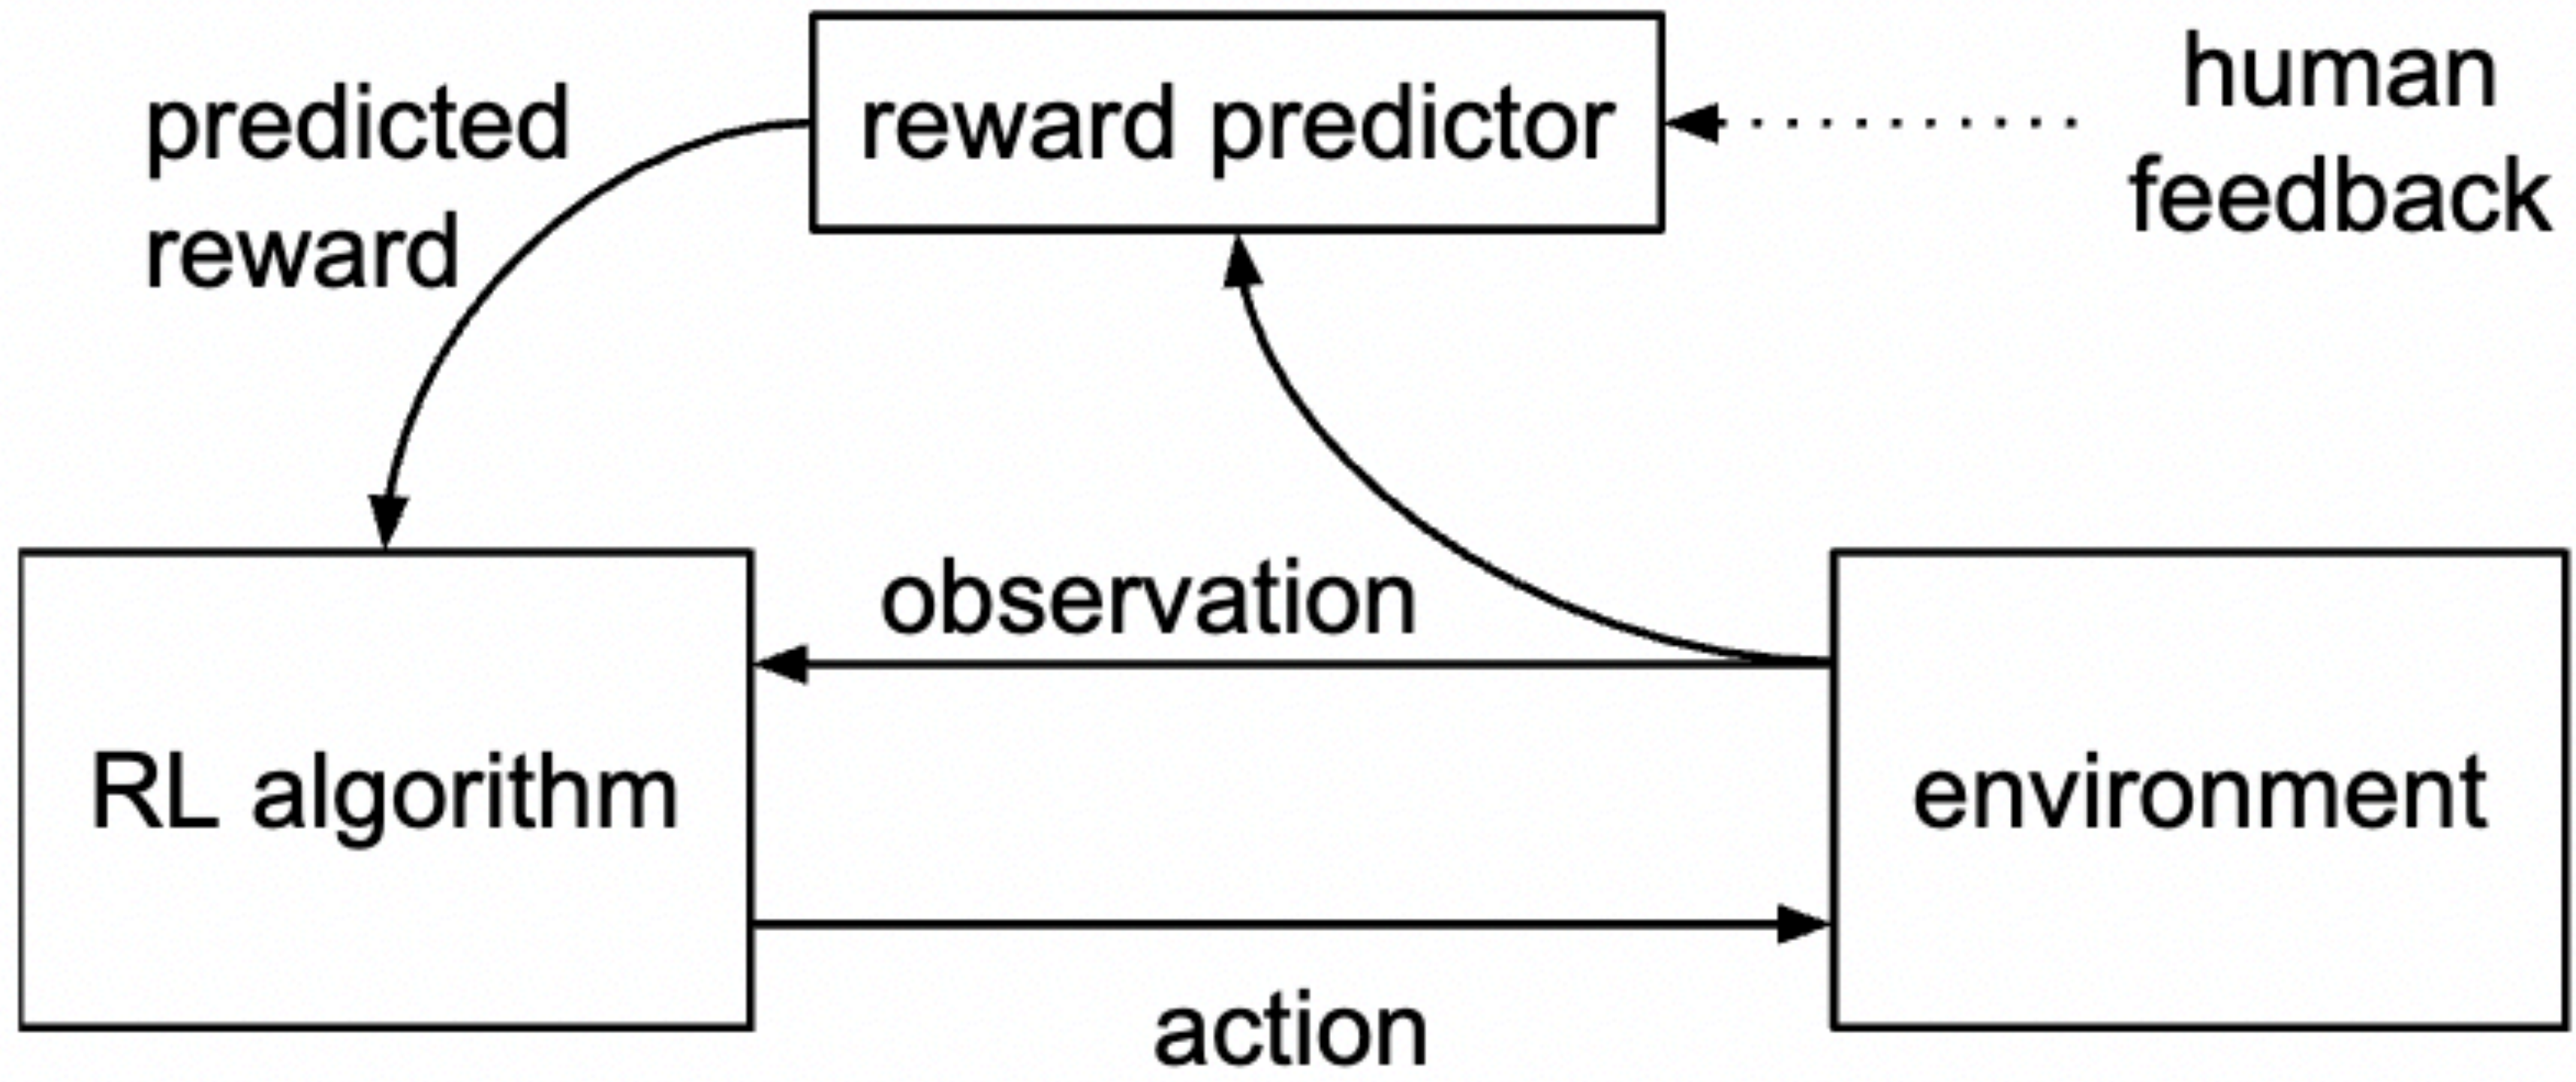 predicted
reward
reward predictor
human
feedback
observation
RL algorithm
environment
action